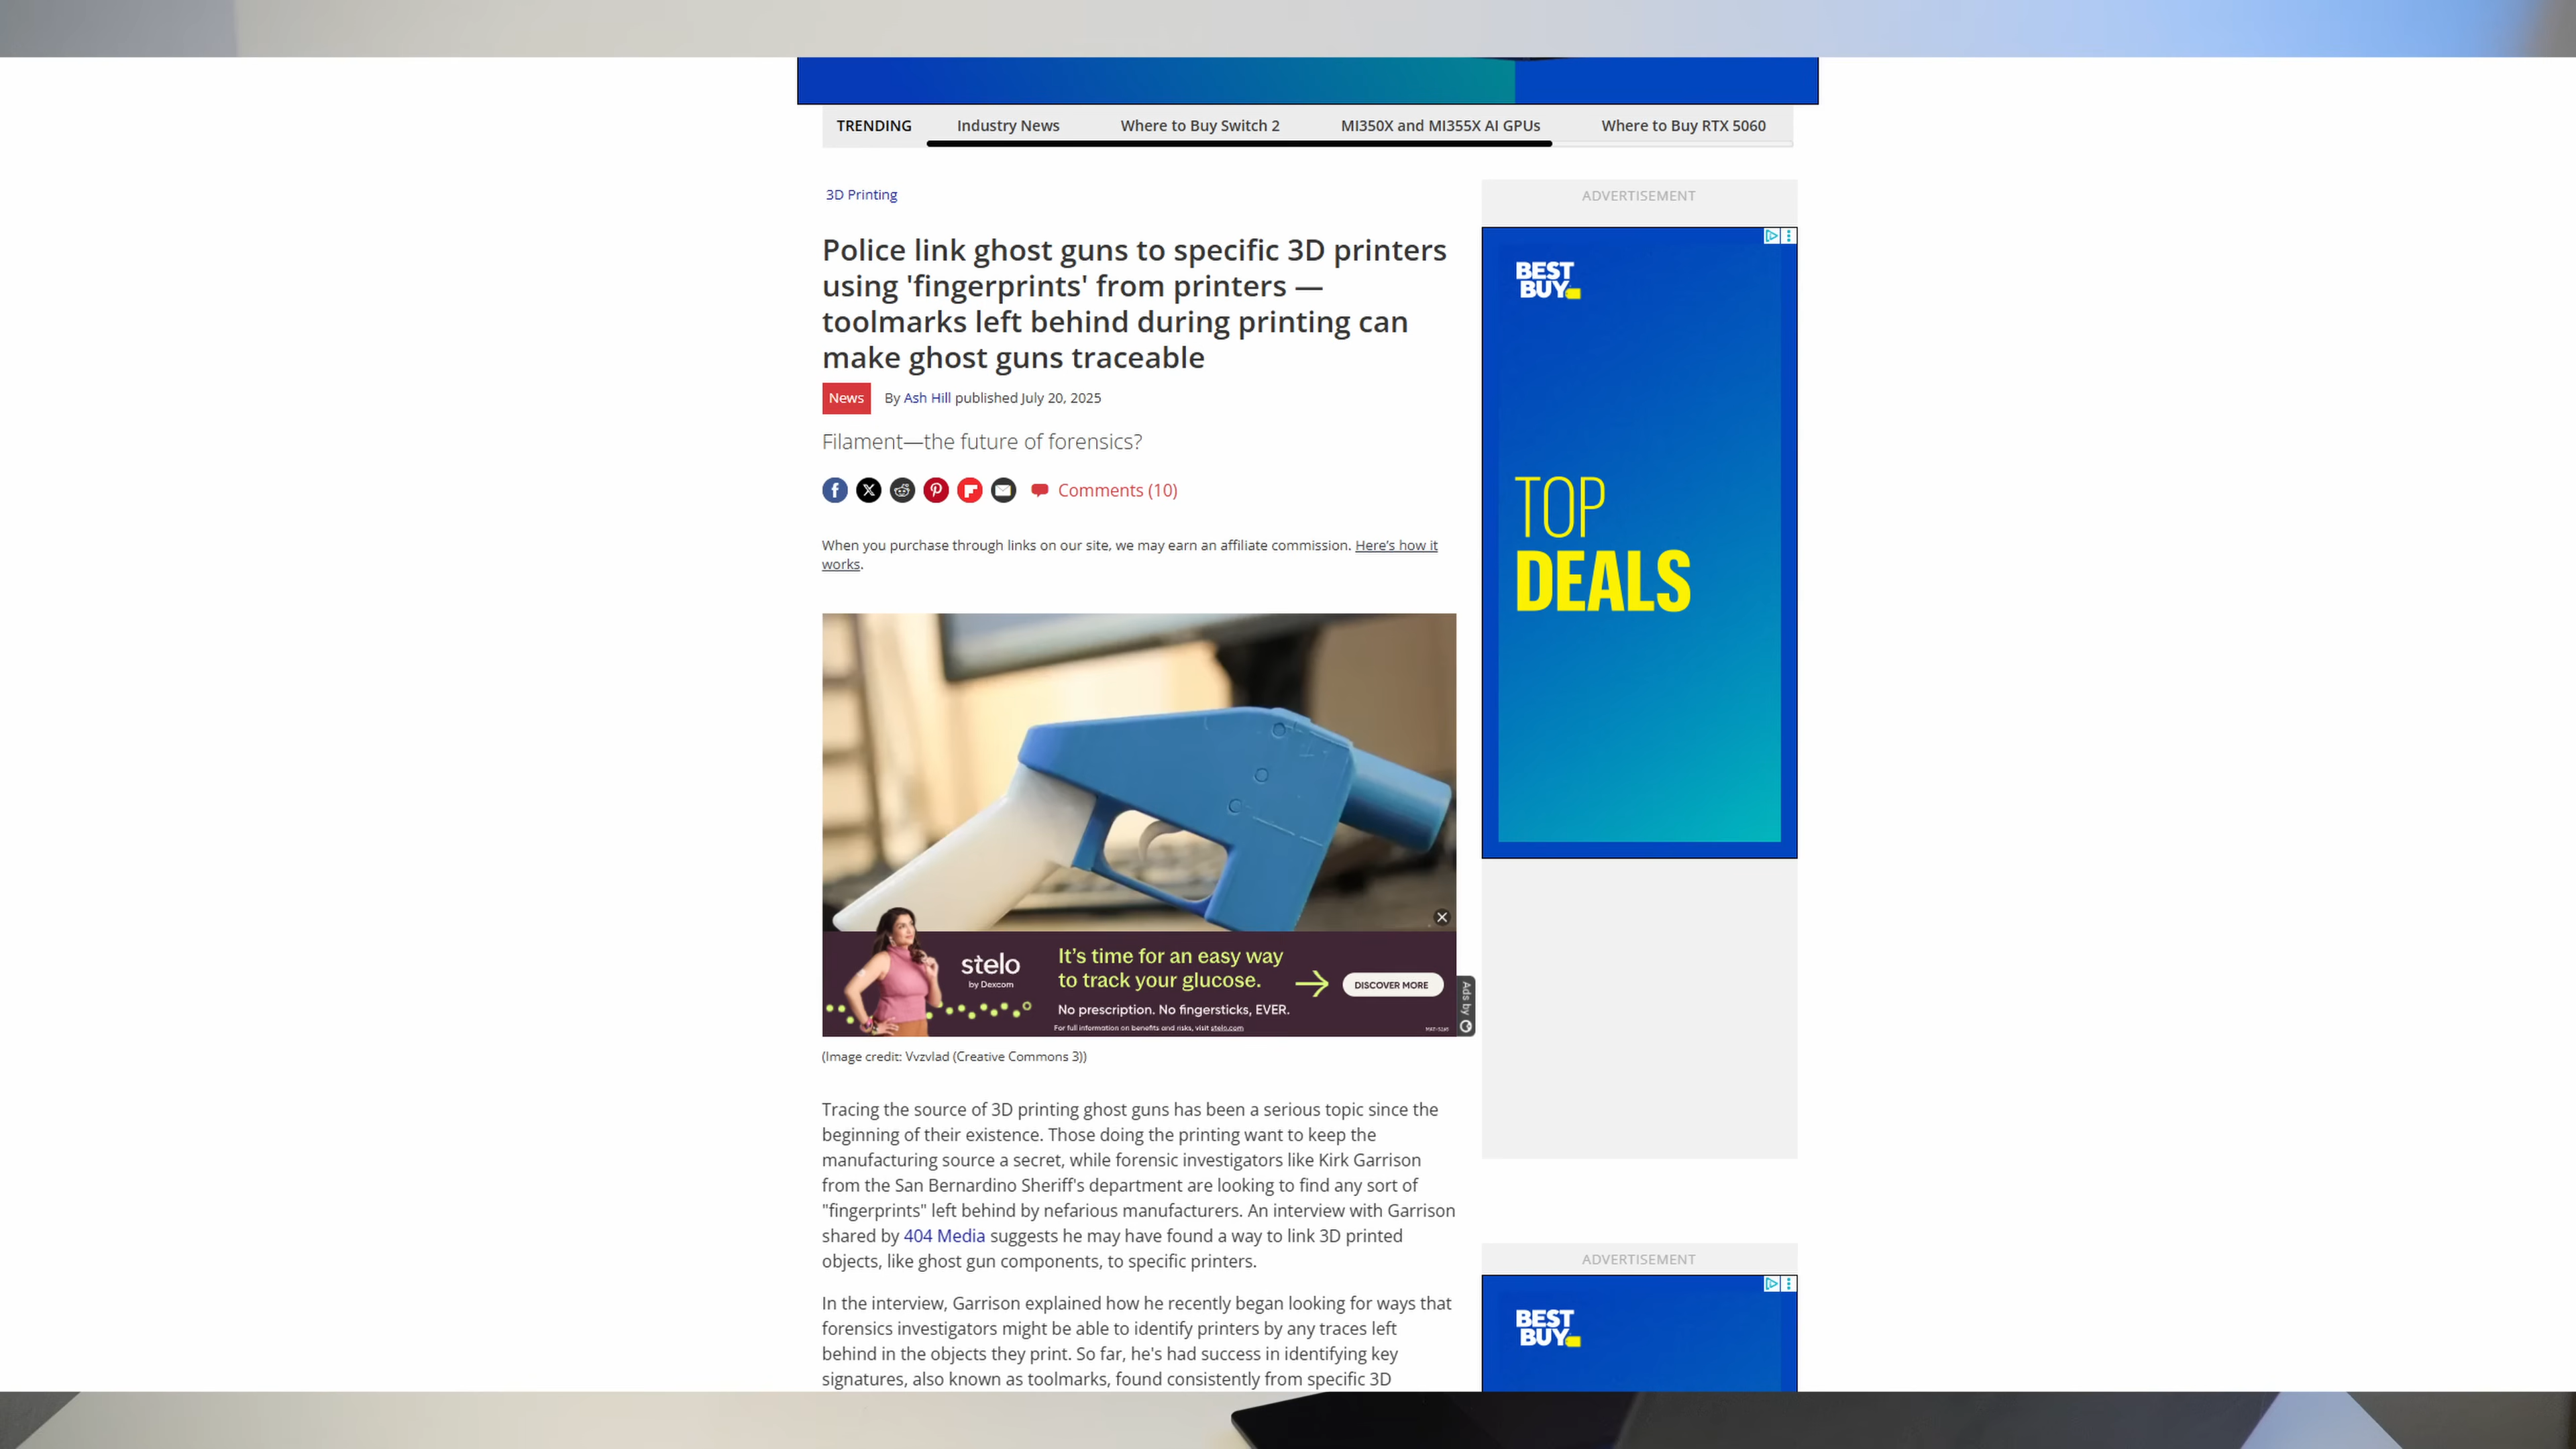 TRENDING
Industry News
Where to Buy Switch 2
MI350X and MI355X AI GPUs
Where to Buy RTX 5060
3D Printing
Police link ghost guns to specific 3D printers
using 'fingerprints' from printers —
toolmarks left behind during printing can
make ghost guns traceable
News
By Ash Hill published July 20, 2025
Filament—the future of forensics?
Comments (10)
When you purchase through links on our site, we may earn an affiliate commission. Here's how it
works.
stelo
by Dexcom
It's time for an easy way
to track your glucose.
No prescription. No fingersticks, EVER.
For full information on benefits and risks, visit stelo.com
DISCOVER MORE
Ads by
(Image credit: Vvzvlad (Creative Commons 3))
Tracing the source of 3D printing ghost guns has been a serious topic since the
beginning of their existence. Those doing the printing want to keep the
manufacturing source a secret, while forensic investigators like Kirk Garrison
from the San Bernardino Sheriff's department are looking to find any sort of
"fingerprints" left behind by nefarious manufacturers. An interview with Garrison
shared by 404 Media suggests he may have found a way to link 3D printed
objects, like ghost gun components, to specific printers.
In the interview, Garrison explained how he recently began looking for ways that
forensics investigators might be able to identify printers by any traces left
behind in the objects they print. So far, he's had success in identifying key
signatures, also known as toolmarks, found consistently from specific 3D
ADVERTISEMENT
BEST
BUY
TOP
DEALS
ADVERTISEMENT
BEST
BUY